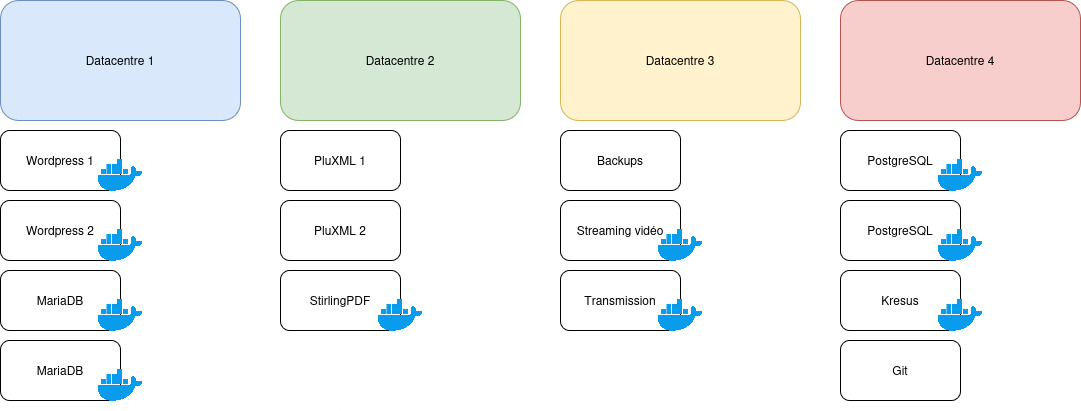 Datacentre 1
Datacentre 2
Datacentre 3
Datacentre 4
Wordpress 1
PluXML 1
Backups
PostgreSQL
Wordpress 2
PluXML 2
Streaming vidéo
PostgreSQL
MariaDB
StirlingPDF
Transmission
Kresus
MariaDB
Git